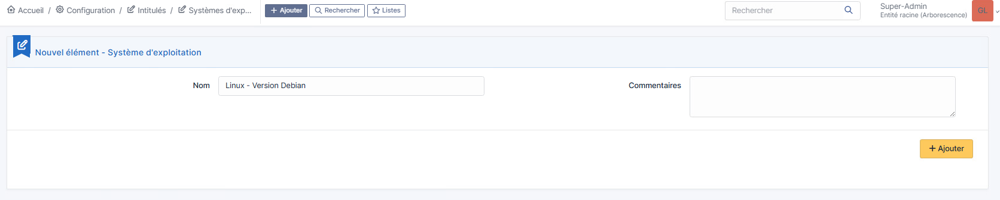 Accueil / Configuration / Intitulés / Systèmes d'exp... Ajouter Rechercher Listes Rechercher Super-Admin
Entité racine (Arborescence) GL
Nouvel élément - Système d'exploitation
Nom Linux - Version Debian Commentaires
Ajouter